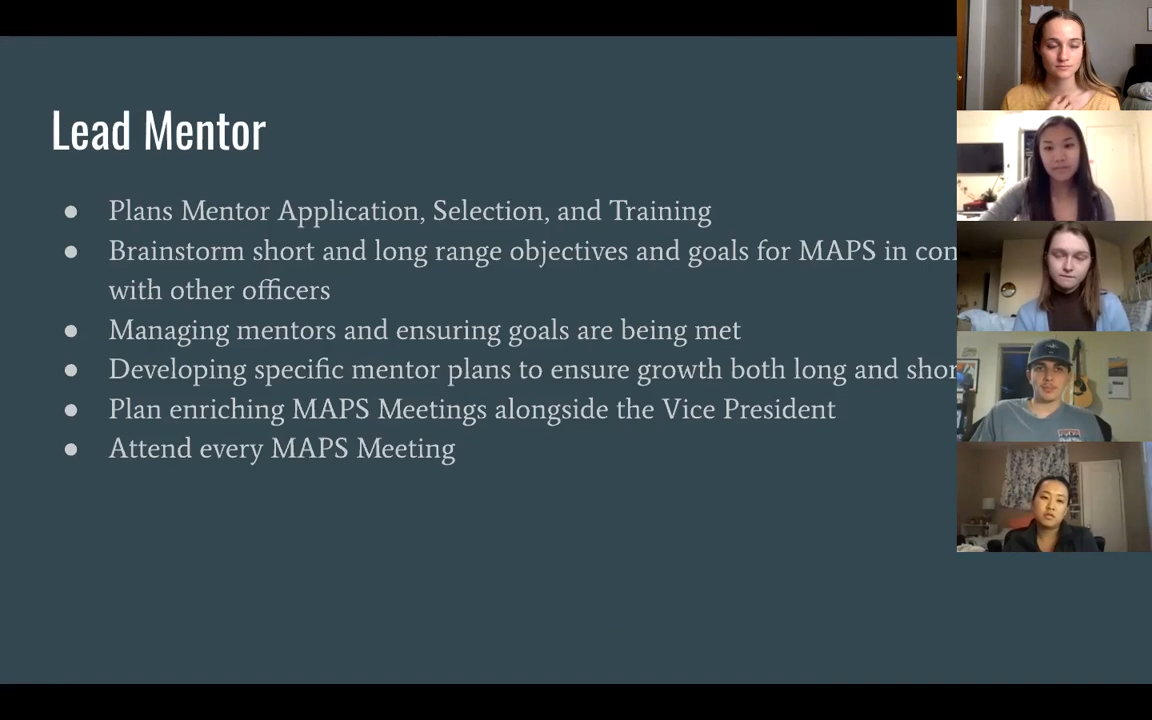 Lead Mentor
● Plans Mentor Application, Selection, and Training
● Brainstorm short and long range objectives and goals for MAPS in con
with other officers
● Managing mentors and ensuring goals are being met
● Developing specific mentor plans to ensure growth both long and shor
● Plan enriching MAPS Meetings alongside the Vice President
● Attend every MAPS Meeting